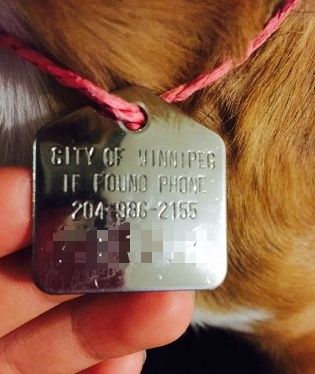 CITY OF WINNIPEG
IF FOUND PHONE
204-986-2155